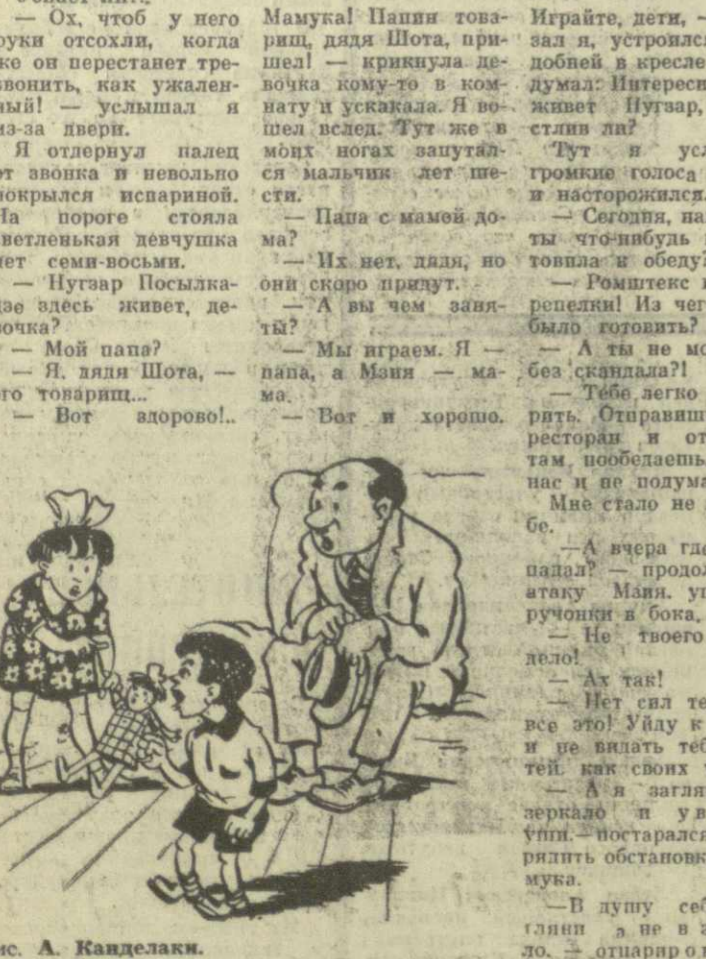 — Ох, чтоб у него
руки отсохли, когда
же он перестанет тре-
звонить, как ужален-
ный! — услышал я
из-за двери.
Я отдернул палец
от звонка и невольно
покрылся испариной.
На пороге стояла
светленькая девчушка
лет семи-восьми.
— Нугзар Посылка-
дзе здесь живет, де-
вочка?
— Мой папа?
— Я, дядя Шота, —
его товарищ...
— Вот здорово!..
Мамука! Папин това-
рищ, дядя Шота, при-
шел! — крикнула де-
вочка кому-то в ком-
нату и ускакала. Я во-
шел вслед. Тут же в
моих ногах запутал-
ся мальчик лет ше-
сти.
— Папа с мамой до-
ма?
— Их нет, дядя, но
они скоро придут.
— А вы чем заня-
ты?
— Мы играем. Я —
папа, а Мзия — ма-
ма.
— Вот и хорошо.
Играйте, дети, —
зал я, устроился
добней в кресле
думал: Интересн
живет Нугзар,
стлив ли?
Тут я усл
громкие голоса
и насторожился.
— Сегодня, на
ты что-нибудь
товила к обеду?
— Ромштекс
репелки! Из чег
было готовить?
— А ты не мо
без скандала?!
— Тебе легко
рить. Отправиш
ресторан и от
там, пообедаешь
нас и не подума
Мне стало не
бе.
—А вчера где
падал? — продол
атаку Мзия, уп
ручонки в бока.
— Не твоего
дело!
— Ах так!
— Нет сил те
все это! Уйду к
и не видать теб
тей, как своих
— А я загля
зеркало и ув
уши.— постарался
рядить обстановк
мука.
—В душу себ
гляни а не в з
ло, — отпариров
ис. А. Канделаки.